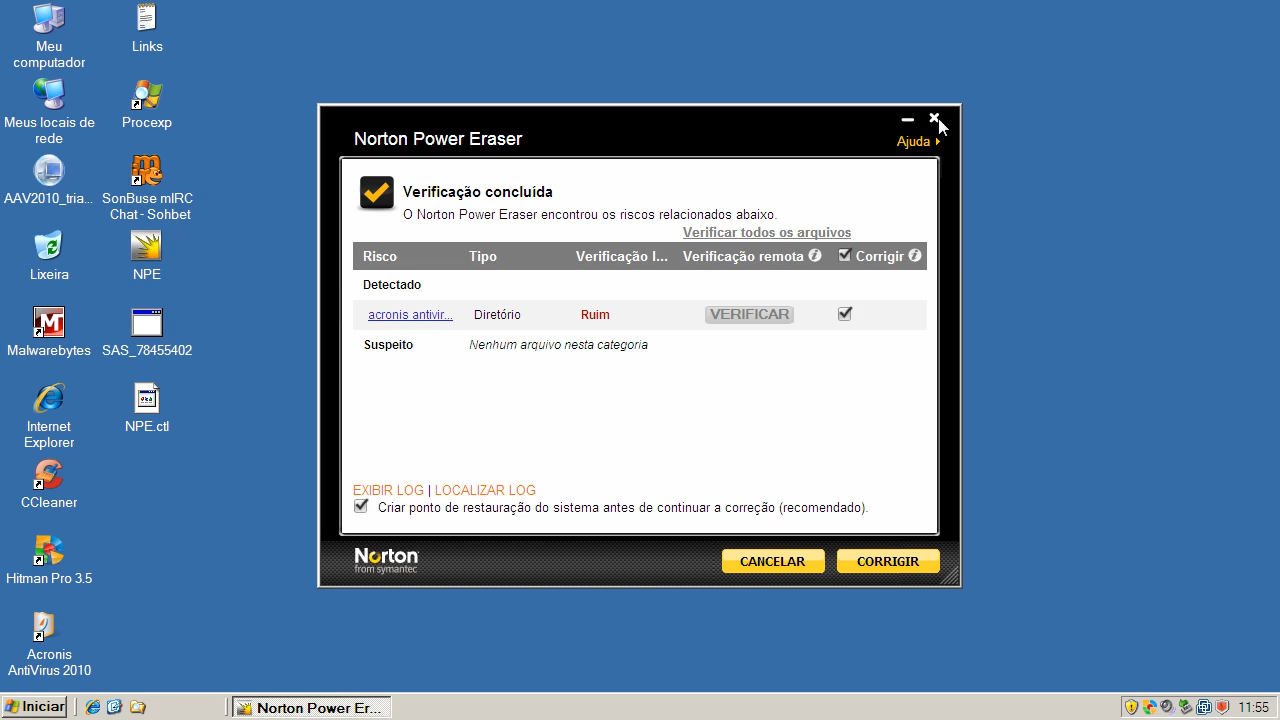 Meu
computador
Links
Meus locais de
rede
Procexp
AAV2010_tria...
SonBuse mIRC
Chat - Sohbet
Lixeira
NPE
Malwarebytes
SAS_78455402
Internet
Explorer
NPE.ctl
CCleaner
Hitman Pro 3.5
Acronis
AntiVirus 2010
Norton Power Eraser
Ajuda
Verificação concluída
O Norton Power Eraser encontrou os riscos relacionados abaixo.
Verificar todos os arquivos
Risco Tipo Verificação l... Verificação remota Corrigir
Detectado
acronis antivir... Diretório Ruim VERIFICAR
Suspeito Nenhum arquivo nesta categoria
EXIBIR LOG | LOCALIZAR LOG
Criar ponto de restauração do sistema antes de continuar a correção (recomendado).
Norton
from symantec
CANCELAR CORRIGIR
Iniciar
Norton Power Er...
11:55